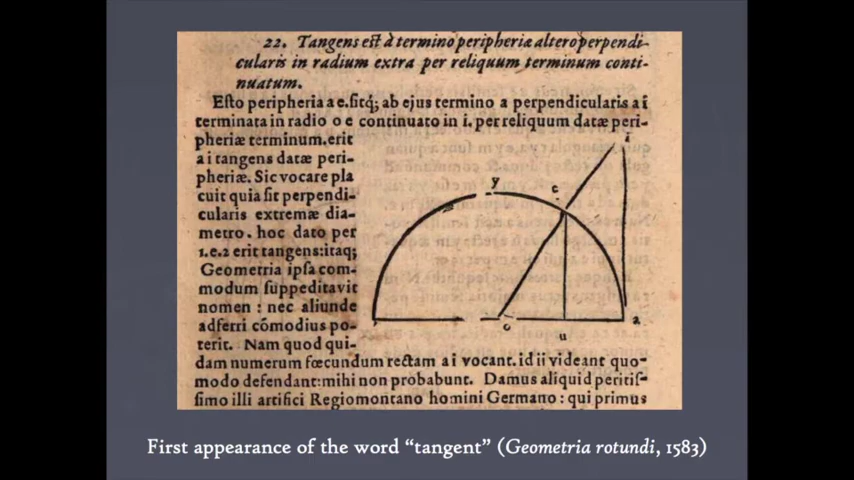 22. Tangens eſt à termino peripheriæ altero perpendi-
cularis in radium extra per reliquum terminum conti-
nuatum.
Eſto peripheria a e. ſitq; ab ejus termino a perpendicularis a i
terminata in radio o e continuato in i. per reliquum datæ peri-
pheriæ terminum. erit
a i tangens datæ peri-
pheriæ. Sic vocare pla
cuit quia ſit perpendi-
cularis extremæ dia-
metro. hoc dato per
1. e. 2 erit tangens: itaq;
Geometria ipſa com-
modum ſuppeditavit
nomen : nec aliunde
adferri cómodius po-
terit. Nam quod qui-
dam numerum fœcundum rectam a i vocant. id ii videant quo-
modo defendant: mihi non probabunt. Damus aliquid peritiſ-
ſimo illi artifici Regiomontano homini Germano : qui primus
i
y
e
o
u
a
First appearance of the word “tangent” (Geometria rotundi, 1583)